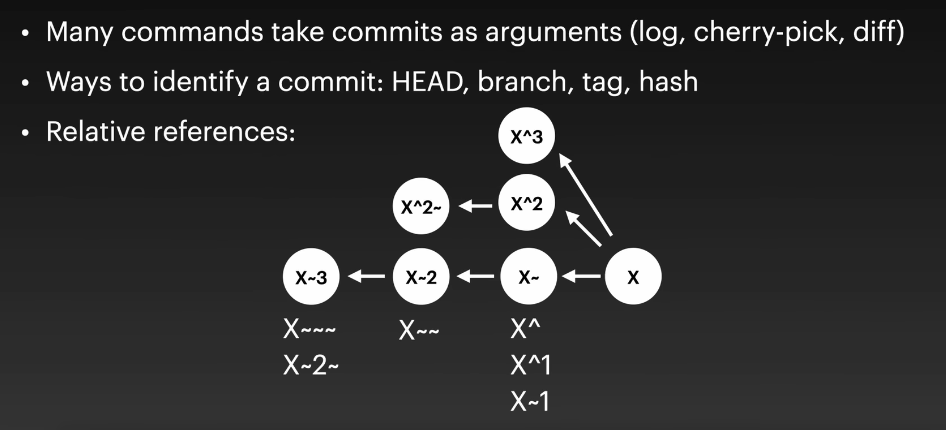 • Many commands take commits as arguments (log, cherry-pick, diff)
• Ways to identify a commit: HEAD, branch, tag, hash
• Relative references:
X^3
X^2~
X^2
X~3
X~2
X~
X
X~~~
X~~
X^
X~2~
X^1
X~1